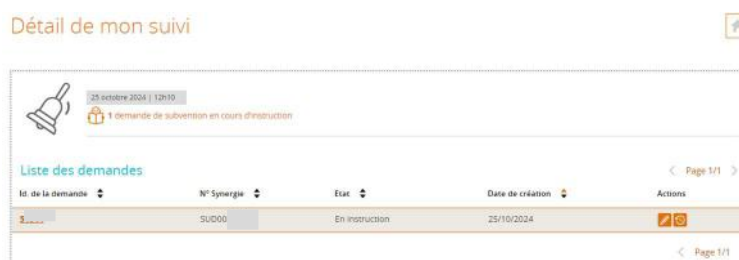 Détail de mon suivi
25 octobre 2024 | 12h10
1 demande de subvention en cours d'instruction
Liste des demandes
Page 1/1
Id. de la demande N° Synergie Etat Date de création Actions
SUD00 En instruction 25/10/2024
Page 1/1